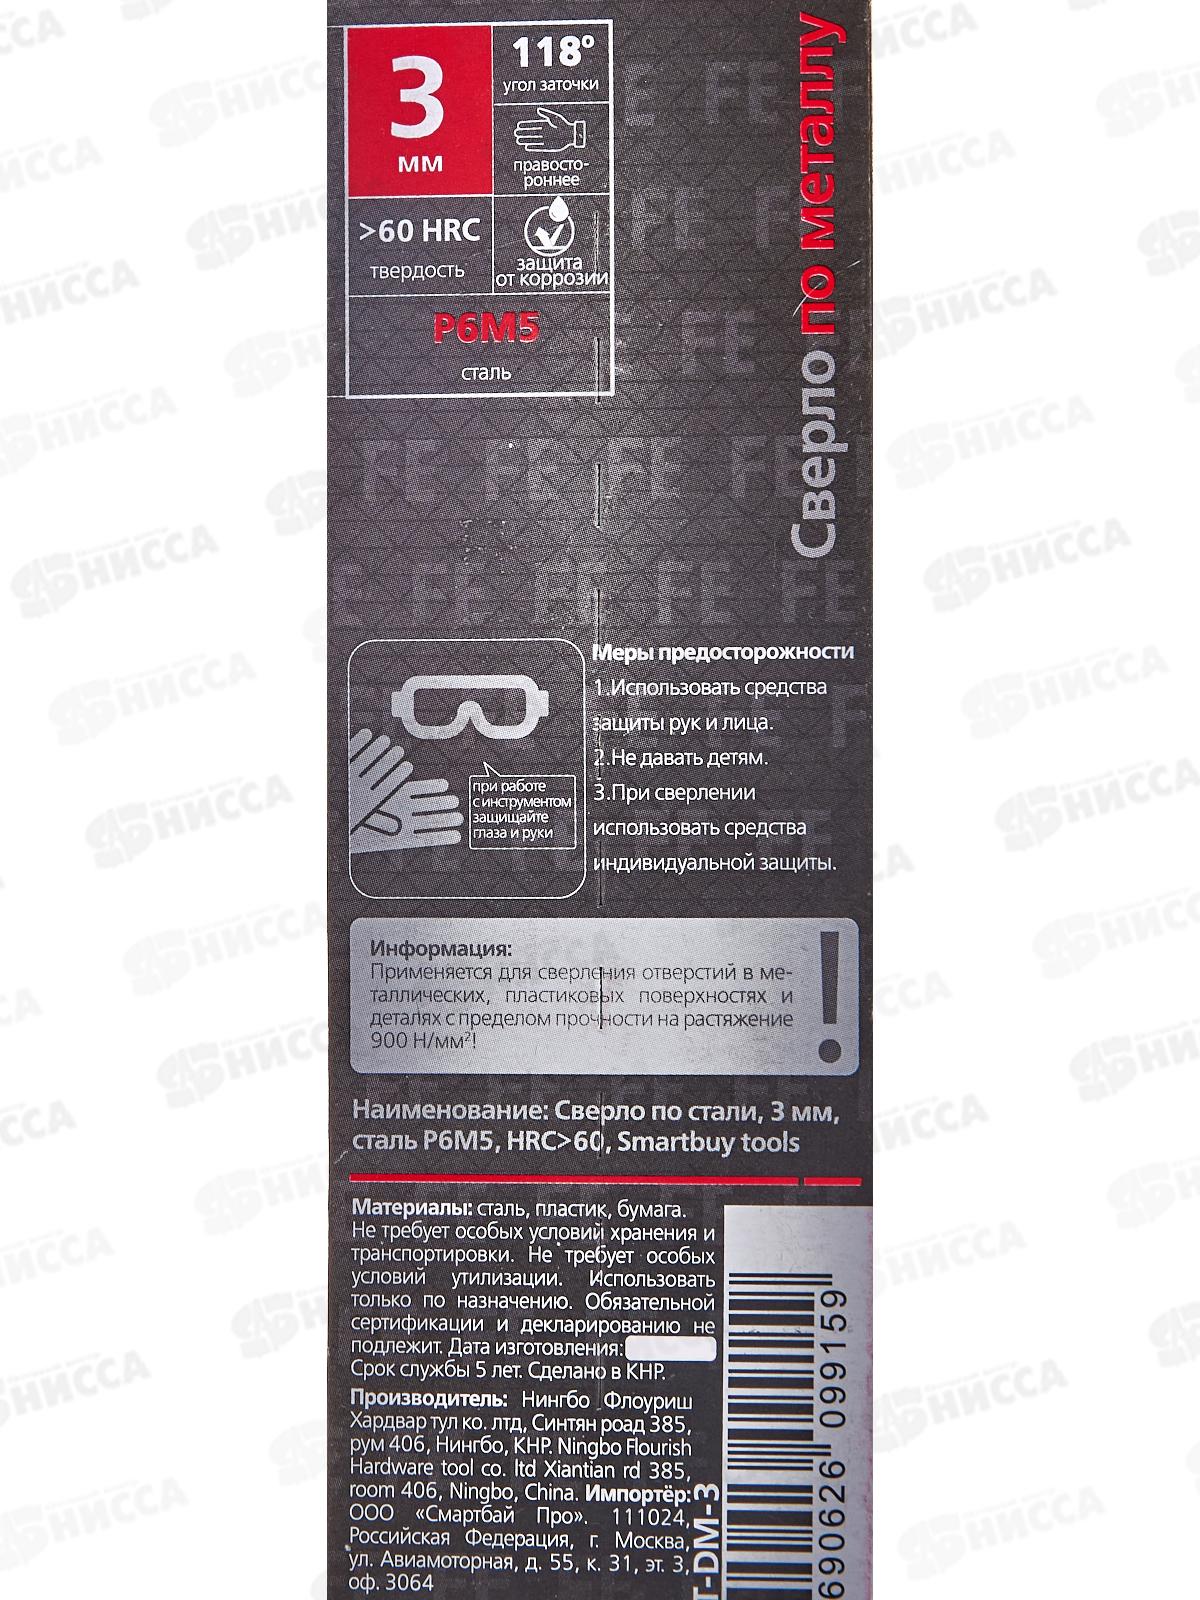 3
мм
118°
угол заточки
правосто-
роннее
>60 HRC
твердость
защита
от коррозии
Р6М5
сталь
Сверло по металлу
при работе
с инструментом
защищайте
глаза и руки
Меры предосторожности
1.Использовать средства
защиты рук и лица.
2.Не давать детям.
3.При сверлении
использовать средства
индивидуальной защиты.
Информация:
Применяется для сверления отверстий в ме-
таллических, пластиковых поверхностях и
деталях с пределом прочности на растяжение
900 Н/мм²!
!
Наименование: Сверло по стали, 3 мм,
сталь Р6М5, HRC>60, Smartbuy tools
Материалы: сталь, пластик, бумага.
Не требует особых условий хранения и
транспортировки. Не требует особых
условий утилизации. Использовать
только по назначению. Обязательной
сертификации и декларированию не
подлежит. Дата изготовления:
Срок службы 5 лет. Сделано в КНР.
Производитель: Нингбо Флоуриш
Хардвар тул ко. лтд, Синтян роад 385,
рум 406, Нингбо, КНР. Ningbo Flourish
Hardware tool co. ltd Xiantian rd 385,
room 406, Ningbo, China. Импортёр:
ООО «Смартбай Про». 111024,
Российская Федерация, г. Москва,
ул. Авиамоторная, д. 55, к. 31, эт. 3,
оф. 3064
T-DM-3
6906626 099159
НИССА